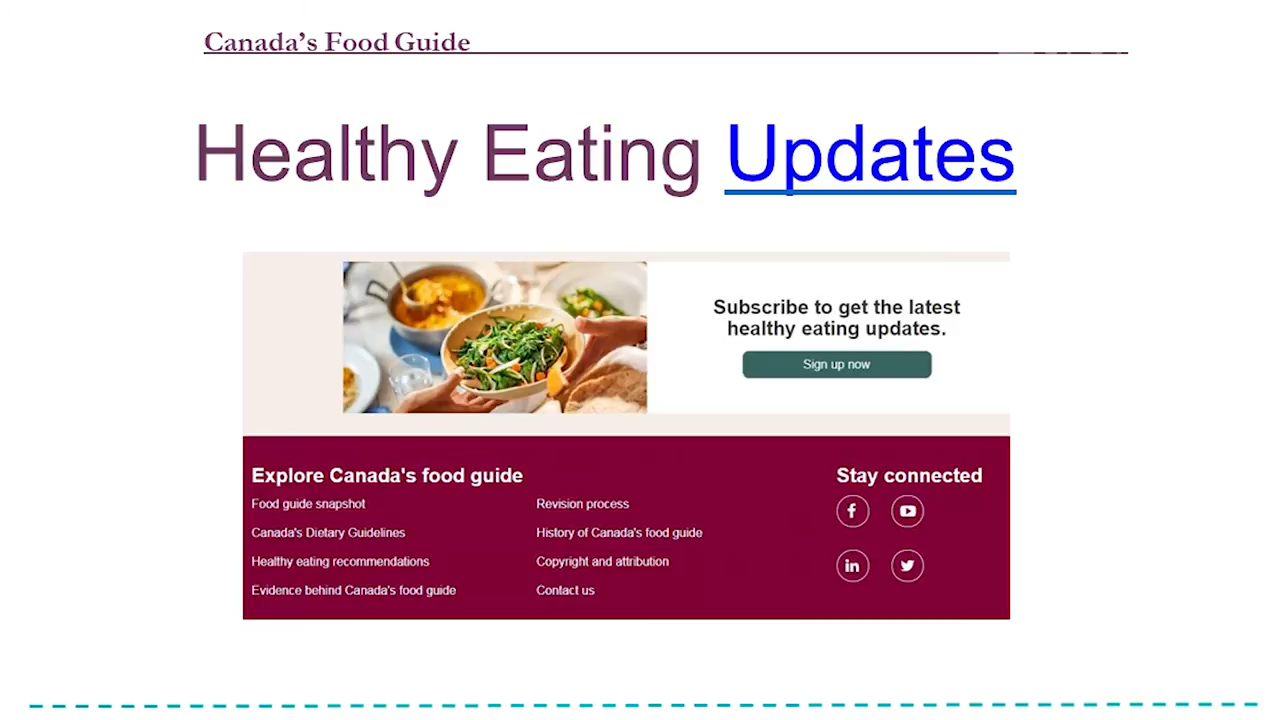 Canada's Food Guide
Healthy Eating Updates
Subscribe to get the latest
healthy eating updates.
Sign up now
Explore Canada's food guide
Food guide snapshot
Canada's Dietary Guidelines
Healthy eating recommendations
Evidence behind Canada's food guide
Revision process
History of Canada's food guide
Copyright and attribution
Contact us
Stay connected